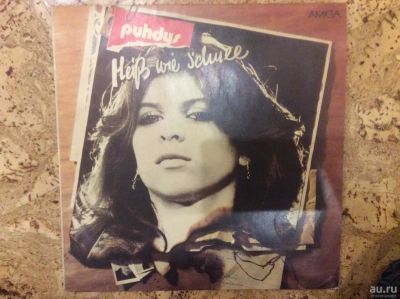 AMIGA
Puhdys
Heiß wie Schnee
au.ru